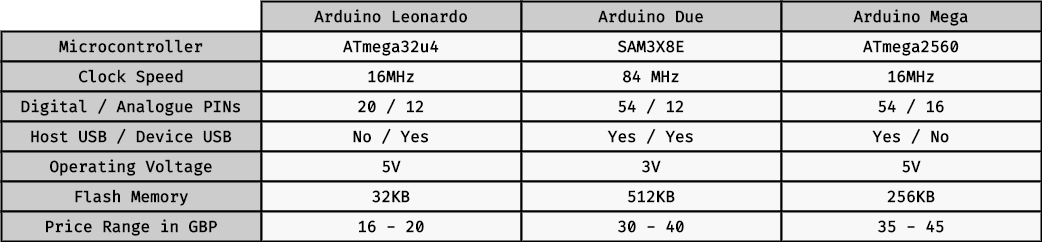 Arduino Leonardo Arduino Due Arduino Mega
Microcontroller ATmega32u4 SAM3X8E ATmega2560
Clock Speed 16MHz 84 MHz 16MHz
Digital / Analogue PINs 20 / 12 54 / 12 54 / 16
Host USB / Device USB No / Yes Yes / Yes Yes / No
Operating Voltage 5V 3V 5V
Flash Memory 32KB 512KB 256KB
Price Range in GBP 16 - 20 30 - 40 35 - 45